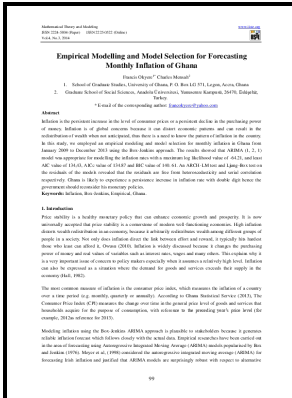 Mathematical Theory and Modeling
www.iiste.org
ISSN 2224-5804 (Paper) ISSN 2225-0522 (Online)
Vol.4, No.3, 2014
Empirical Modelling and Model Selection for Forecasting
Monthly Inflation of Ghana
Francis Okyere Charles Mensah
1. School of Graduate Studies, University of Ghana, P. O. Box LG 571, Legon, Accra, Ghana
2. Graduate School of Social Sciences, Anadolu Universitesi, Yunusemre Kampusü, 26470, Eskişehir,
Turkey
* E-mail of the corresponding author:
Abstract
Inflation is the persistent increase in the level of consumer prices or a persistent decline in the purchasing power
of money. Inflation is of global concerns because it can distort economic patterns and can result in the
redistribution of wealth when not anticipated, thus there is a need to know the pattern of inflation in the country.
In this study, we employed an empirical modeling and model selection for monthly inflation in Ghana from
January 2009 to December 2013 using the Box-Jenkins approach. The results showed that ARIMA (1, 2, 1)
model was appropriate for modelling the inflation rates with a maximum log likelihood value of -64.21, least
AIC value of 134.43, AICc value of 134.87 and BIC value of 140.61. An ARCH-LM test and Ljung-Box test on
the residuals of the models revealed that the residuals are free from heteroscedasticity and serial correlation
respectively. Ghana is likely to experience a persistence increase in inflation rates with double digit hence the
government should reconsider its monetary policies.
Keywords: Inflation, Box-Jenkins, Empirical, Ghana.
1. Introduction
Price stability is a healthy monetary policy that can enhance economic growth and prosperity. It is now
universally accepted that price stability is a cornerstone of modern well functioning economies. High inflation
distorts wealth redistribution in an economy, because it arbitrarily redistributes wealth among different groups of
people in a society. Not only does inflation direct the link between effort and reward, it typically hits hardest
those who least can afford it, Owusu (2010). Inflation is widely discussed because it changes the purchasing
power of money and real values of variables such as interest rates, wages and many others. This explains why it
is a very important issue of concern to policy makers especially when it assumes a relatively high level. Inflation
can also be expressed as a situation where the demand for goods and services exceeds their supply in the
economy (Hall, 1982).
The most common measure of inflation is the consumer price index, which measures the inflation of a country
over a time period (e.g. monthly, quarterly or annually). According to Ghana Statistical Service (2013), The
Consumer Price Index (CPI) measures the change over time in the general price level of goods and services that
households acquire for the purpose of consumption, with reference to the preceding year's price level (for
example, 2012as reference for 2013).
Modeling inflation using the Box-Jenkins ARIMA approach is plausible to stakeholders because it generates
reliable inflation forecast which follows closely with the actual data. Empirical researches have been carried out
in the area of forecasting using Autoregressive Integrated Moving Average (ARIMA) models popularised by Box
and Jenkins (1976). Meyer et al, (1998) considered the autoregressive integrated moving average (ARIMA) for
forecasting Irish inflation and justified that ARIMA models are surprisingly robust with respect to alternative
99